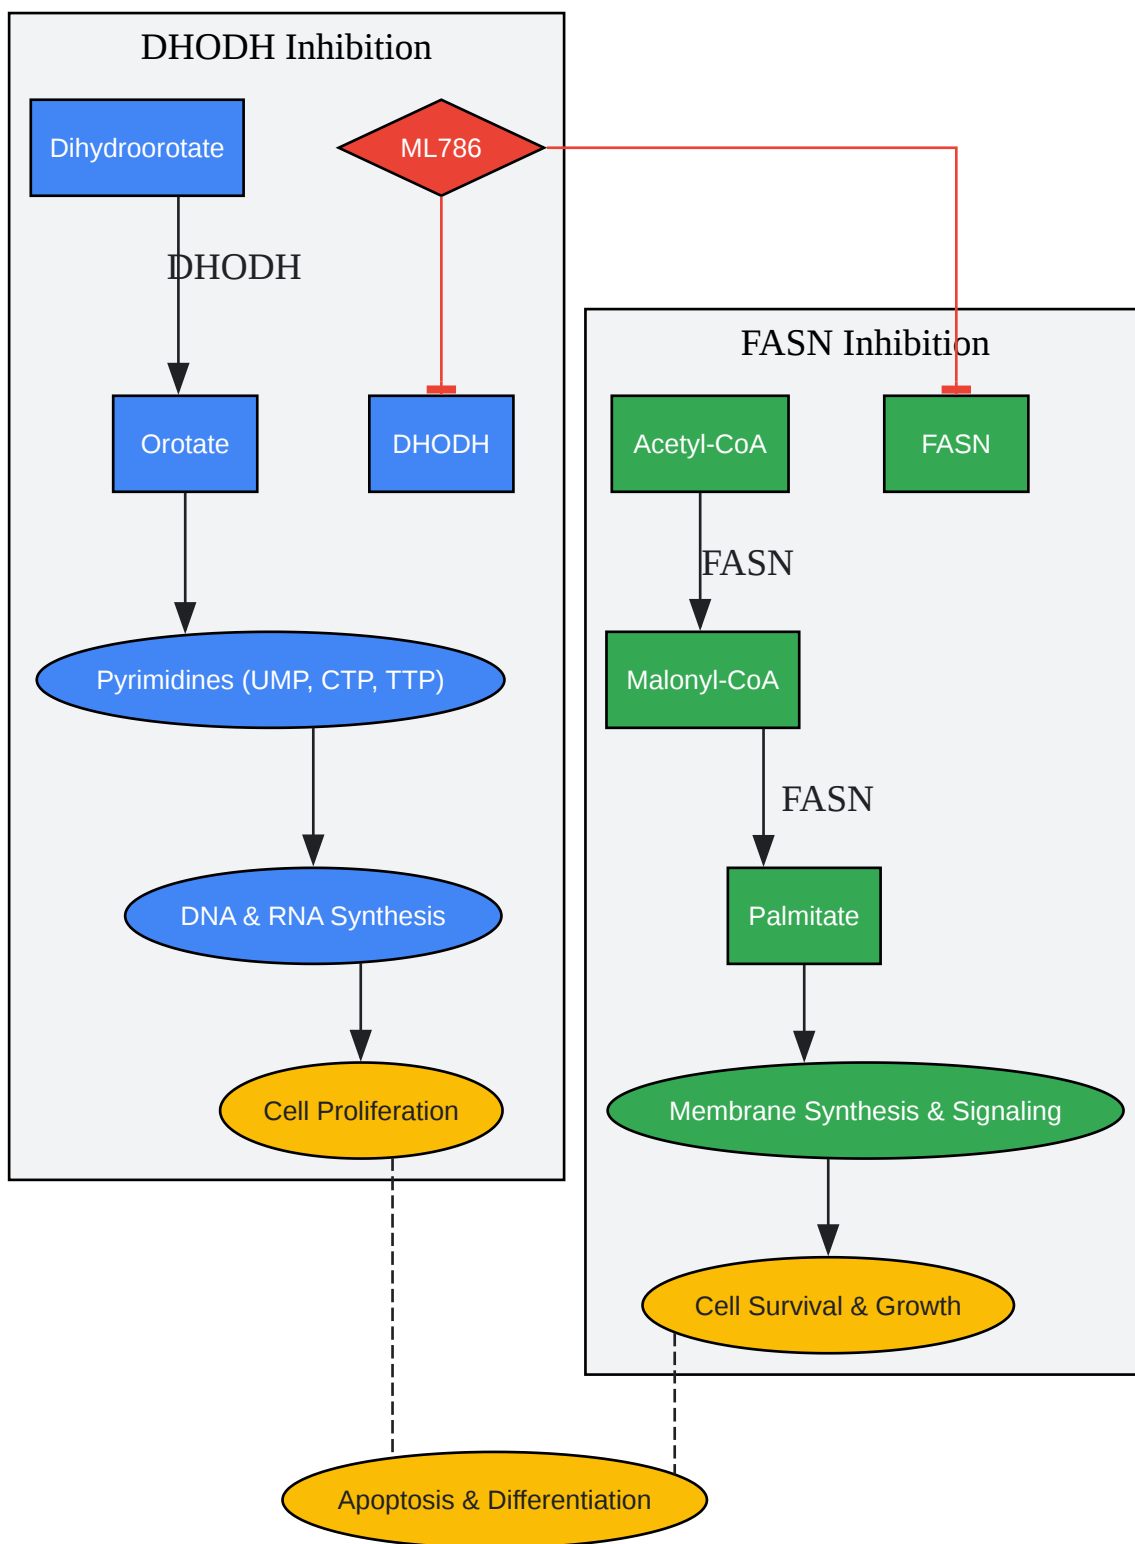 DHODH Inhibition
Dihydroorotate
ML786
DHODH
Orotate
DHODH
Pyrimidines (UMP, CTP, TTP)
DNA & RNA Synthesis
Cell Proliferation
FASN Inhibition
Acetyl-CoA
FASN
FASN
Malonyl-CoA
FASN
Palmitate
Membrane Synthesis & Signaling
Cell Survival & Growth
Apoptosis & Differentiation